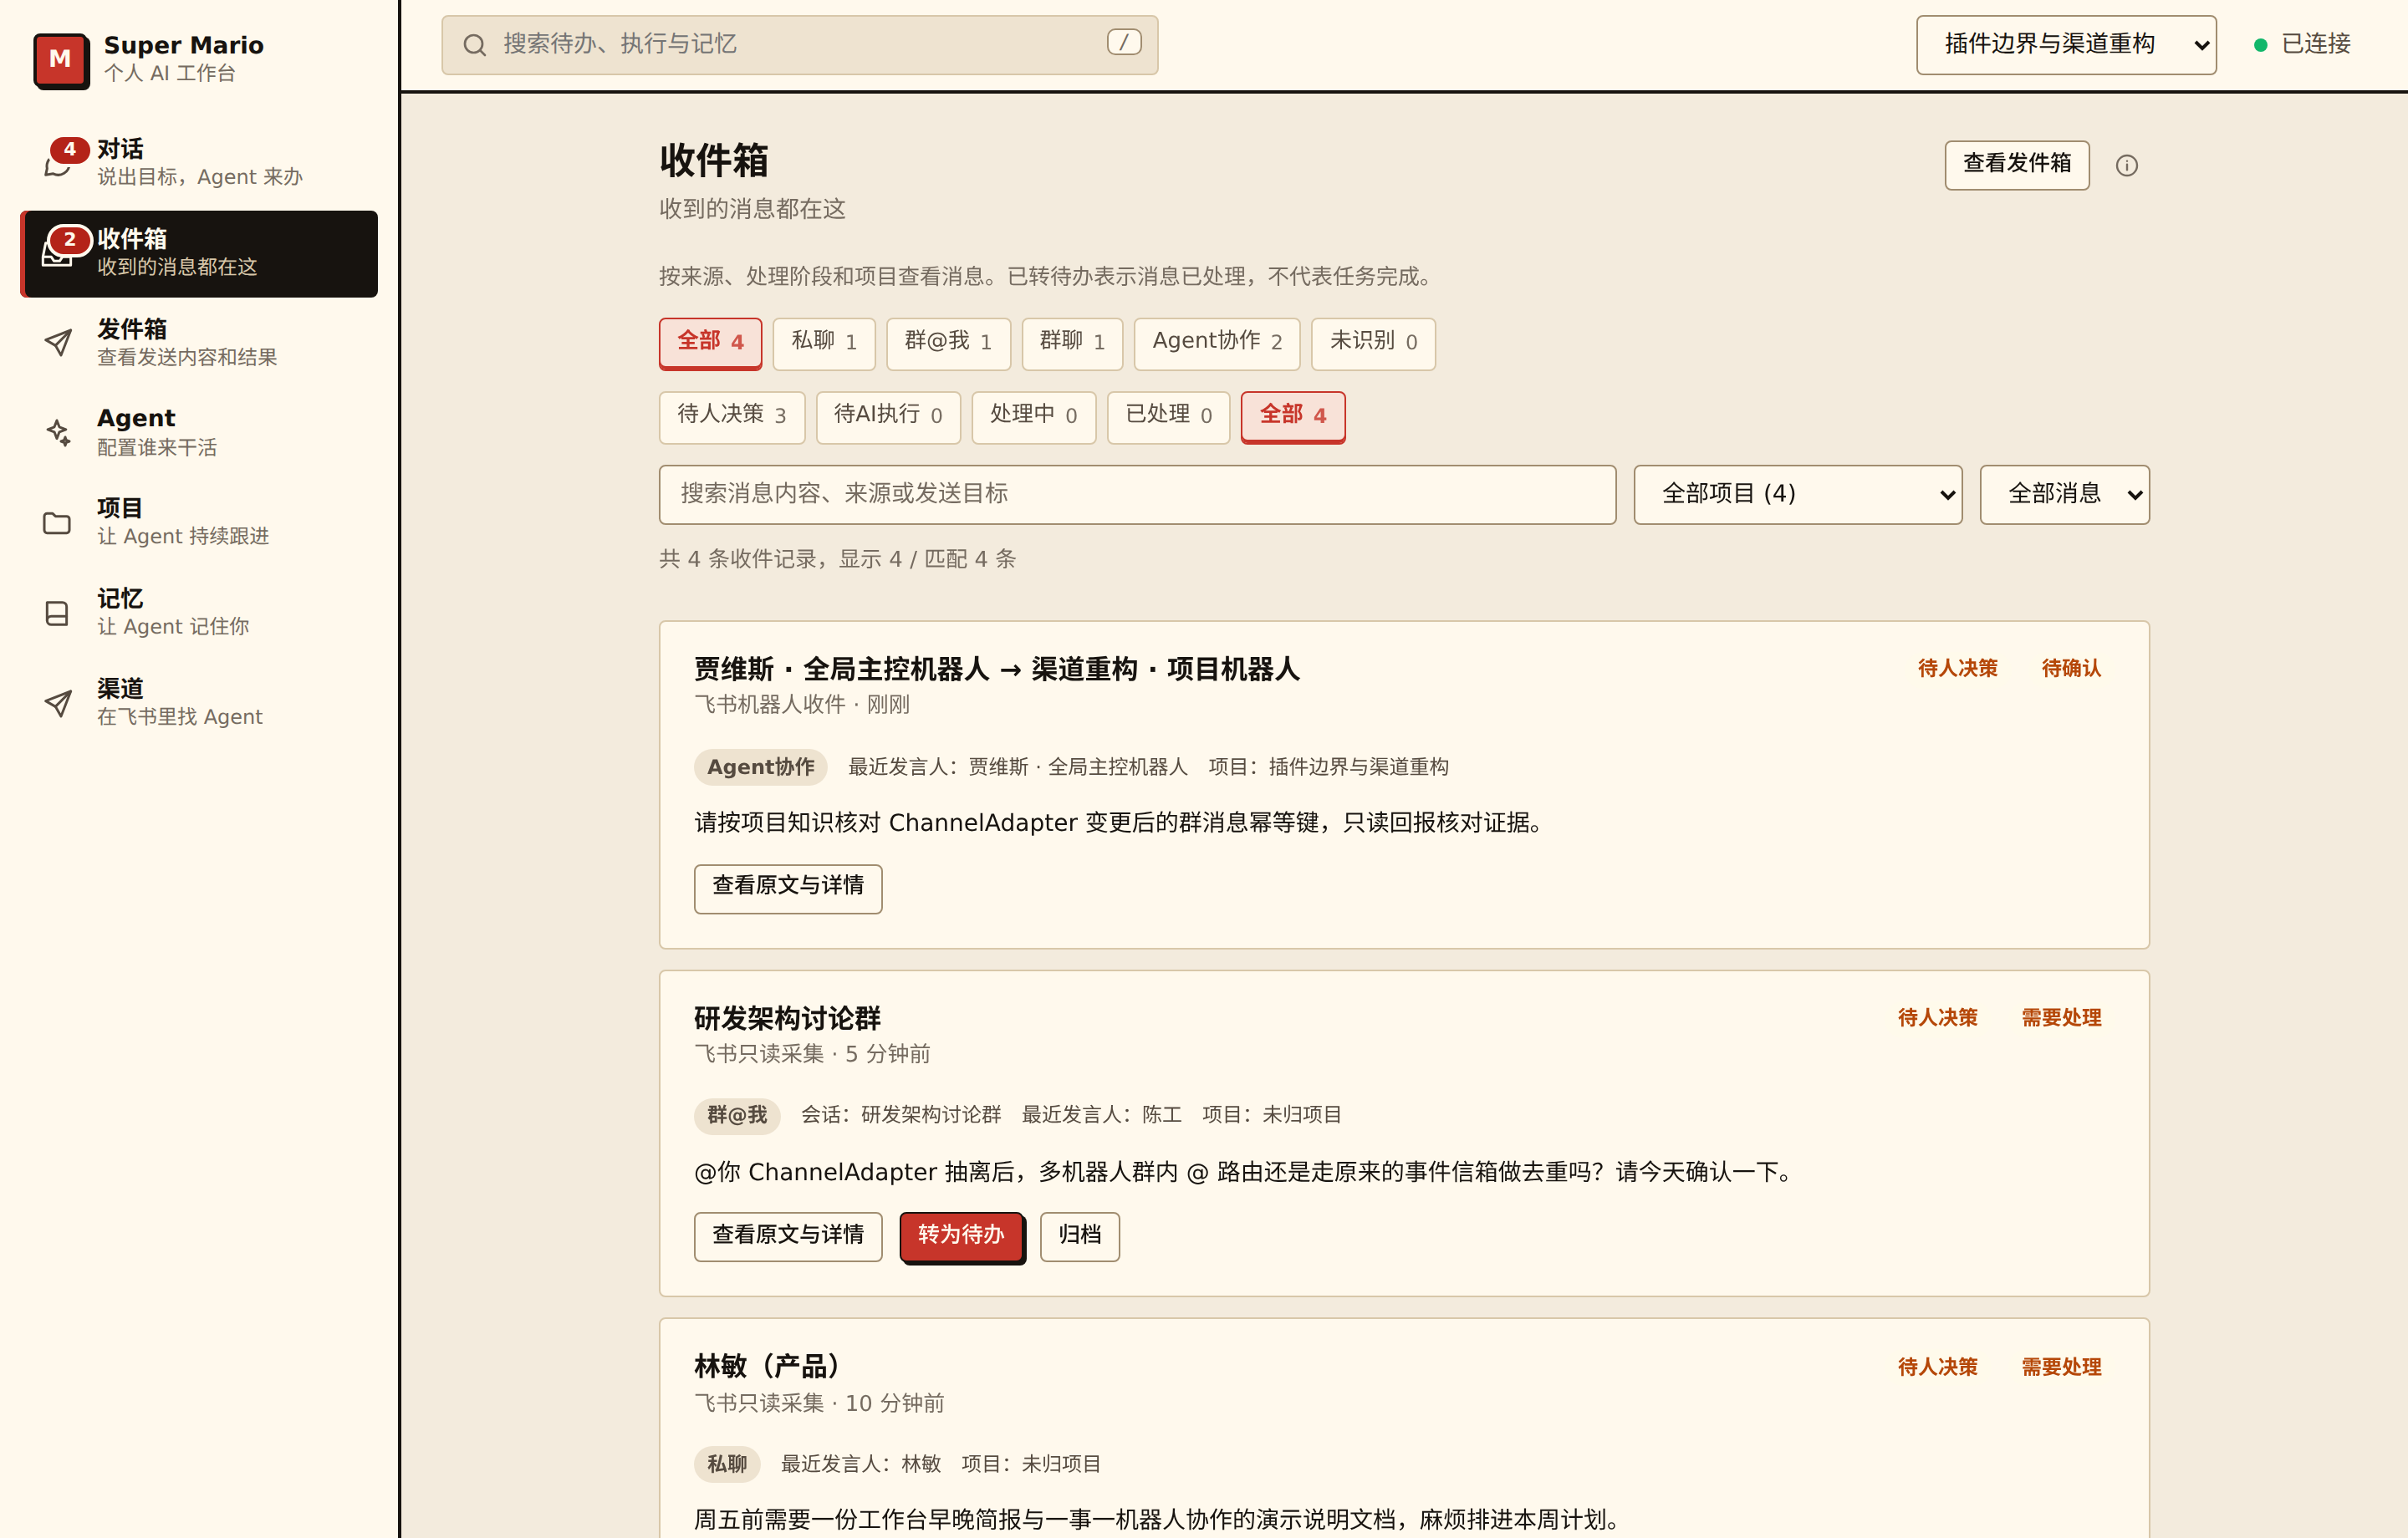 M
Super Mario
个人 AI 工作台
4
对话
说出目标，Agent 来办
2
收件箱
收到的消息都在这
发件箱
查看发送内容和结果
Agent
配置谁来干活
项目
让 Agent 持续跟进
记忆
让 Agent 记住你
渠道
在飞书里找 Agent
搜索待办、执行与记忆 /
插件边界与渠道重构
已连接
收件箱
收到的消息都在这
查看发件箱
按来源、处理阶段和项目查看消息。已转待办表示消息已处理，不代表任务完成。
全部 4 私聊 1 群@我 1 群聊 1 Agent协作 2 未识别 0
待人决策 3 待AI执行 0 处理中 0 已处理 0 全部 4
搜索消息内容、来源或发送目标 全部项目 (4) 全部消息
共 4 条收件记录，显示 4 / 匹配 4 条
贾维斯 · 全局主控机器人 → 渠道重构 · 项目机器人 待人决策 待确认
飞书机器人收件 · 刚刚
Agent协作 最近发言人：贾维斯 · 全局主控机器人 项目：插件边界与渠道重构
请按项目知识核对 ChannelAdapter 变更后的群消息幂等键，只读回报核对证据。
查看原文与详情
研发架构讨论群 待人决策 需要处理
飞书只读采集 · 5 分钟前
群@我 会话：研发架构讨论群 最近发言人：陈工 项目：未归项目
@你 ChannelAdapter 抽离后，多机器人群内 @ 路由还是走原来的事件信箱做去重吗？请今天确认一下。
查看原文与详情 转为待办 归档
林敏（产品） 待人决策 需要处理
飞书只读采集 · 10 分钟前
私聊 最近发言人：林敏 项目：未归项目
周五前需要一份工作台早晚简报与一事一机器人协作的演示说明文档，麻烦排进本周计划。